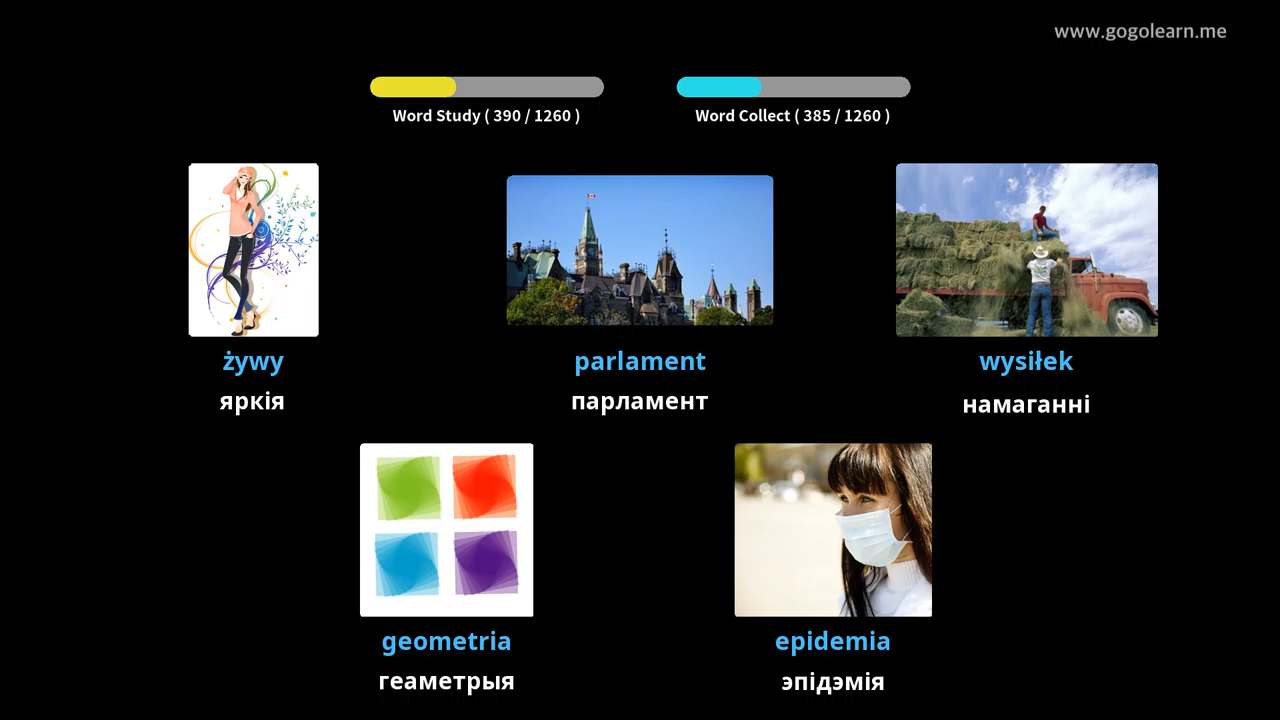 www.gogolearn.me
Word Study ( 390 / 1260 )
Word Collect ( 385 / 1260 )
żywy
яркія
parlament
парламент
wysiłek
намаганні
geometria
геаметрыя
epidemia
эпідэмія